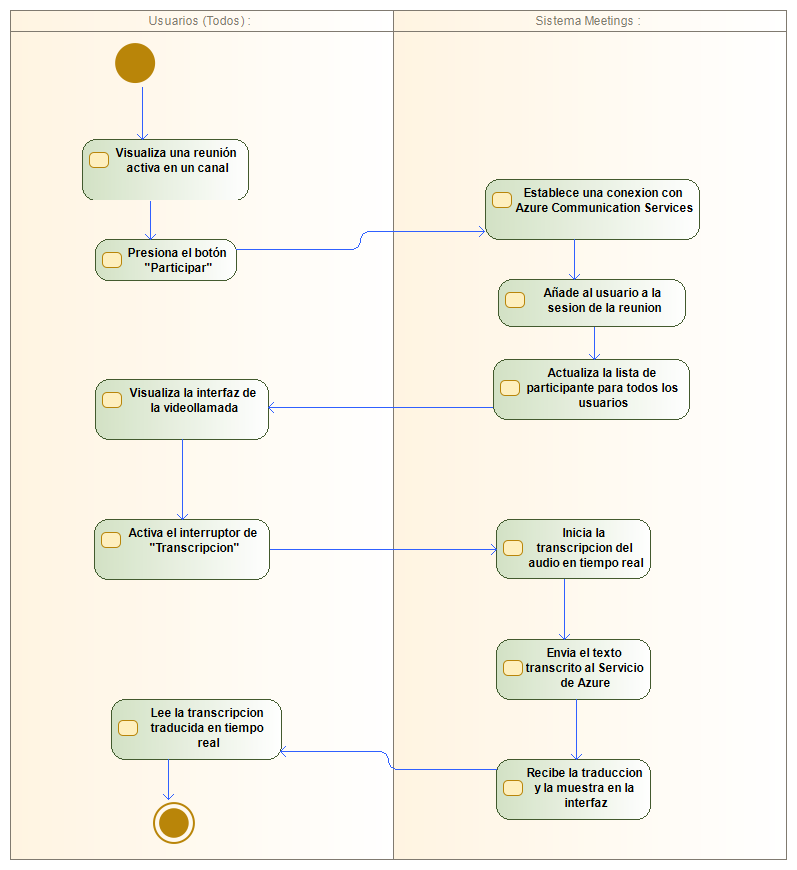 Usuarios (Todos) :
Sistema Meetings :
Visualiza una reunión
activa en un canal
Presiona el botón
"Participar"
Establece una conexion con
Azure Communication Services
Añade al usuario a la
sesion de la reunion
Actualiza la lista de
participante para todos los
usuarios
Visualiza la interfaz de
la videollamada
Activa el interruptor de
"Transcripcion"
Inicia la
transcripcion del
audio en tiempo real
Envia el texto
transcrito al Servicio
de Azure
Recibe la traduccion
y la muestra en la
interfaz
Lee la transcripcion
traducida en tiempo
real